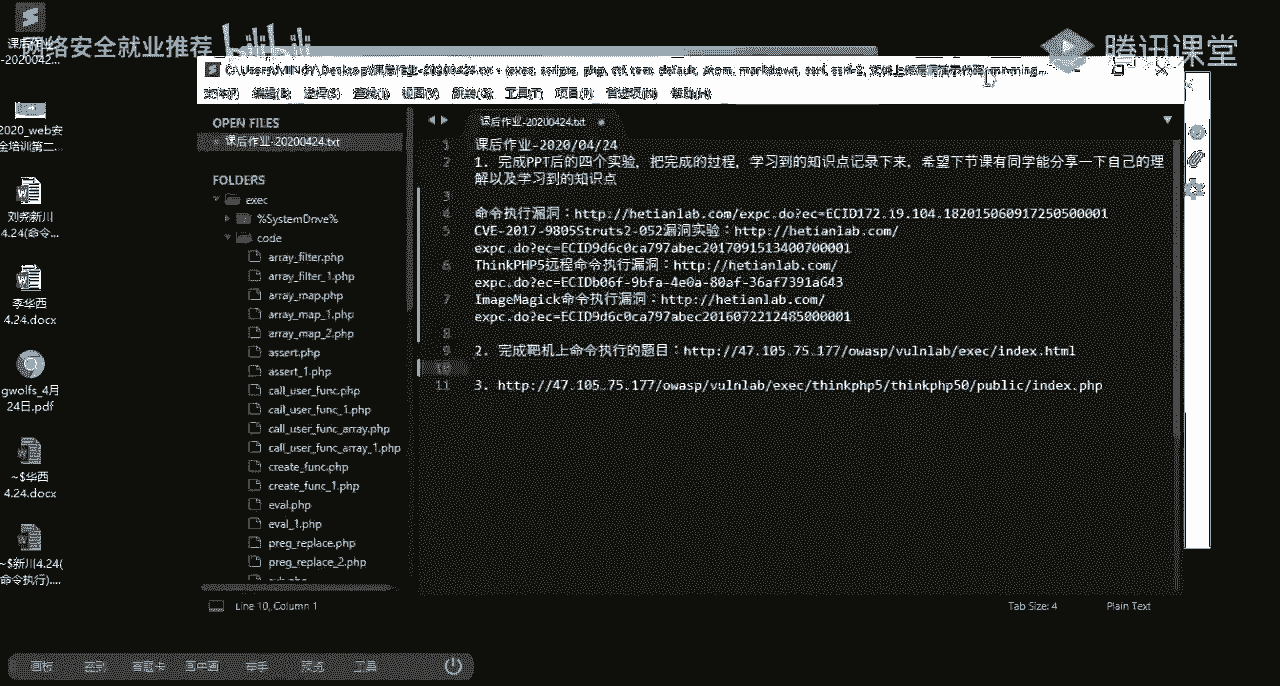 网络安全就业推荐
bilibili
腾讯课堂
-2020042...
2020_web安
全培训第二...
刘尧新川
4.24(命令...
李华西
4.24.docx
gwolfs_4月
24日.pdf
~$华西
4.24.docx
~$新川4.24(
命令执行)....
OPEN FILES
课后作业-20200424.txt
FOLDERS
exec
%SystemDrive%
code
array_filter.php
array_filter_1.php
array_map.php
array_map_1.php
array_map_2.php
assert.php
assert_1.php
call_user_func.php
call_user_func_1.php
call_user_func_array.php
call_user_func_array_1.php
create_func.php
create_func_1.php
eval.php
eval_1.php
preg_replace.php
preg_replace_2.php
课后作业-20200424.txt
1 课后作业-2020/04/24
2 1. 完成PPT后的四个实验，把完成的过程，学习到的知识点记录下来，希望下节课有同学能分享一下自己的理
解以及学习到的知识点
3
4 命令执行漏洞：http://hetianlab.com/expc.do?ec=ECID172.19.104.182015060917250500001
5 CVE-2017-9805Struts2-052漏洞实验：http://hetianlab.com/
expc.do?ec=ECID9d6c0ca797abec2017091513400700001
6 ThinkPHP5远程命令执行漏洞：http://hetianlab.com/
expc.do?ec=ECIDb06f-9bfa-4e0a-80af-36af7391a643
7 ImageMagick命令执行漏洞：http://hetianlab.com/
expc.do?ec=ECID9d6c0ca797abec2016072212485000001
8
9 2. 完成靶机上命令执行的题目：http://47.105.75.177/owasp/vulnlab/exec/index.html
10
11 3. http://47.105.75.177/owasp/vulnlab/exec/thinkphp5/thinkphp50/public/index.php
Line 10, Column 1
Tab Size: 4
Plain Text
画板 签到 答题卡 画中画 举手 预览 工具